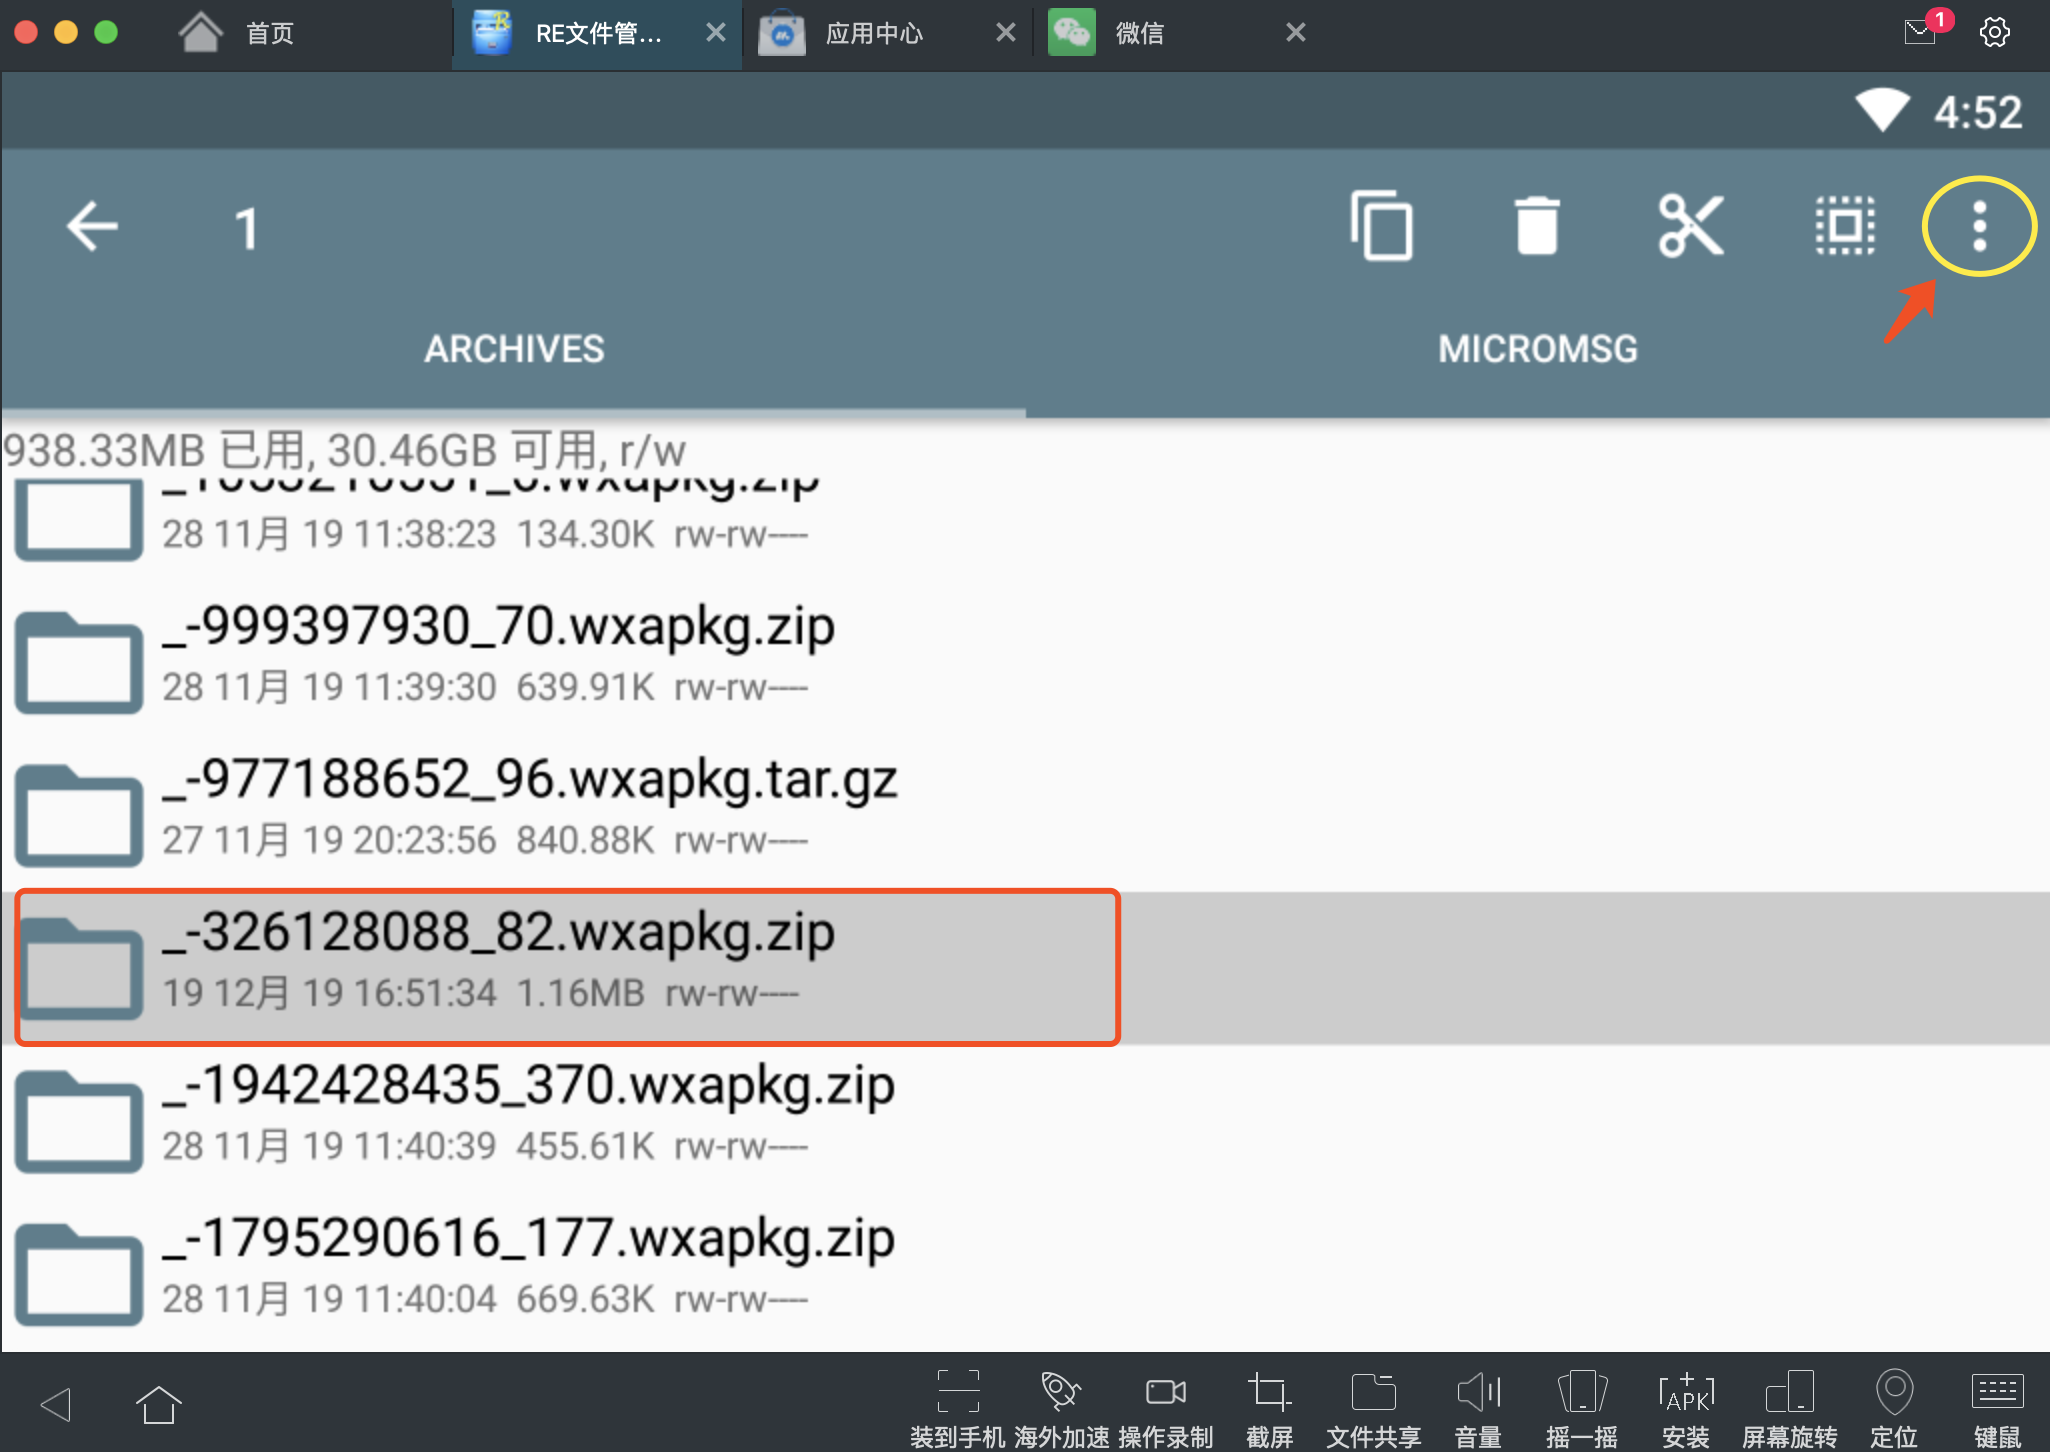 首页
RE文件管...
应用中心
微信
1
4:52
1
ARCHIVES
MICROMSG
938.33MB 已用, 30.46GB 可用, r/w
28 11月 19 11:38:23 134.30K rw-rw----
_-999397930_70.wxapkg.zip
28 11月 19 11:39:30 639.91K rw-rw----
_-977188652_96.wxapkg.tar.gz
27 11月 19 20:23:56 840.88K rw-rw----
_-326128088_82.wxapkg.zip
19 12月 19 16:51:34 1.16MB rw-rw----
_-1942428435_370.wxapkg.zip
28 11月 19 11:40:39 455.61K rw-rw----
_-1795290616_177.wxapkg.zip
28 11月 19 11:40:04 669.63K rw-rw----
APK
装到手机 海外加速 操作录制 截屏 文件共享 音量 摇一摇 安装 屏幕旋转 定位 键鼠